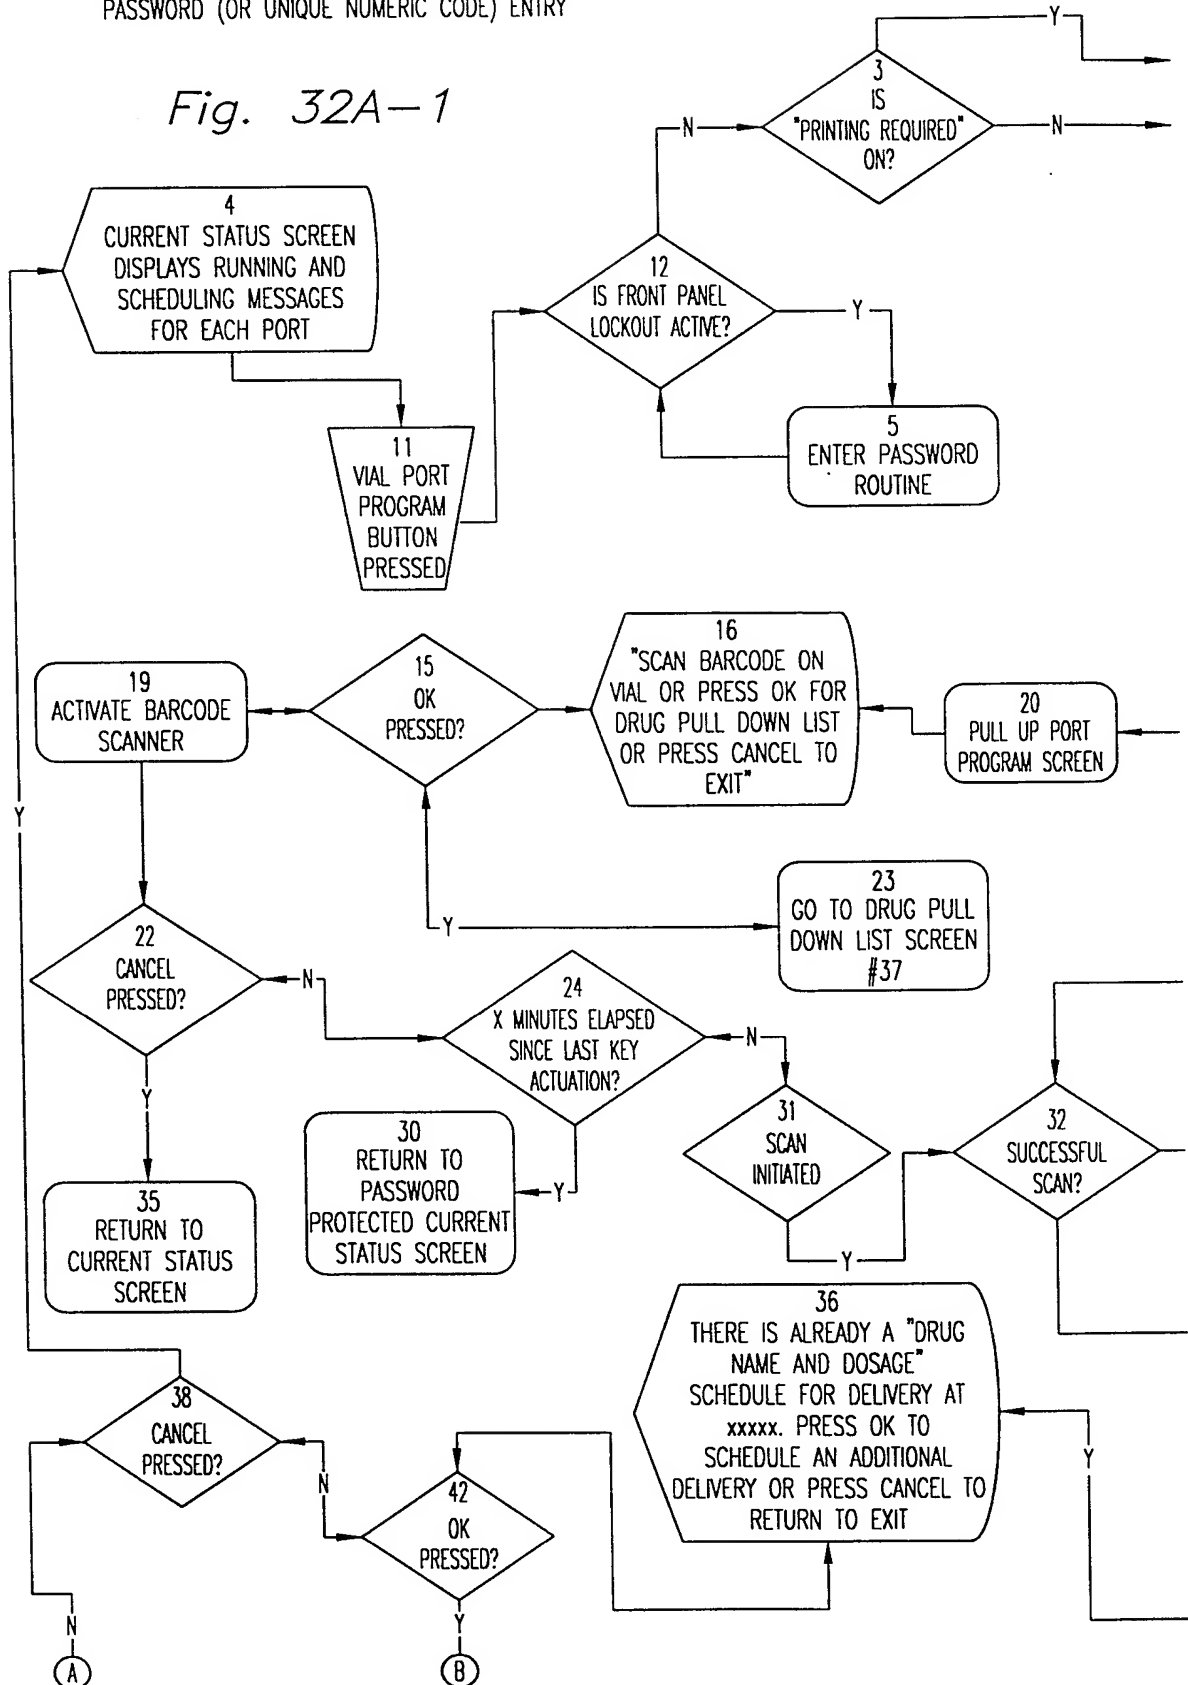 PASSWORD (OR UNIQUE NUMERIC CODE) ENTRY
Fig. 32A-1
Y
3
IS
"PRINTING REQUIRED"
ON?
N
N
4
CURRENT STATUS SCREEN
DISPLAYS RUNNING AND
SCHEDULING MESSAGES
FOR EACH PORT
12
IS FRONT PANEL
LOCKOUT ACTIVE?
Y
5
ENTER PASSWORD
ROUTINE
11
VIAL PORT
PROGRAM
BUTTON
PRESSED
19
ACTIVATE BARCODE
SCANNER
15
OK
PRESSED?
16
"SCAN BARCODE ON
VIAL OR PRESS OK FOR
DRUG PULL DOWN LIST
OR PRESS CANCEL TO
EXIT"
20
PULL UP PORT
PROGRAM SCREEN
Y
23
GO TO DRUG PULL
DOWN LIST SCREEN
#37
Y
22
CANCEL
PRESSED?
N
24
X MINUTES ELAPSED
SINCE LAST KEY
ACTUATION?
N
31
SCAN
INITIATED
32
SUCCESSFUL
SCAN?
Y
30
RETURN TO
PASSWORD
PROTECTED CURRENT
STATUS SCREEN
Y
Y
35
RETURN TO
CURRENT STATUS
SCREEN
36
THERE IS ALREADY A "DRUG
NAME AND DOSAGE"
SCHEDULE FOR DELIVERY AT
xxxxx. PRESS OK TO
SCHEDULE AN ADDITIONAL
DELIVERY OR PRESS CANCEL TO
RETURN TO EXIT
Y
38
CANCEL
PRESSED?
N
42
OK
PRESSED?
N
Y
A
B